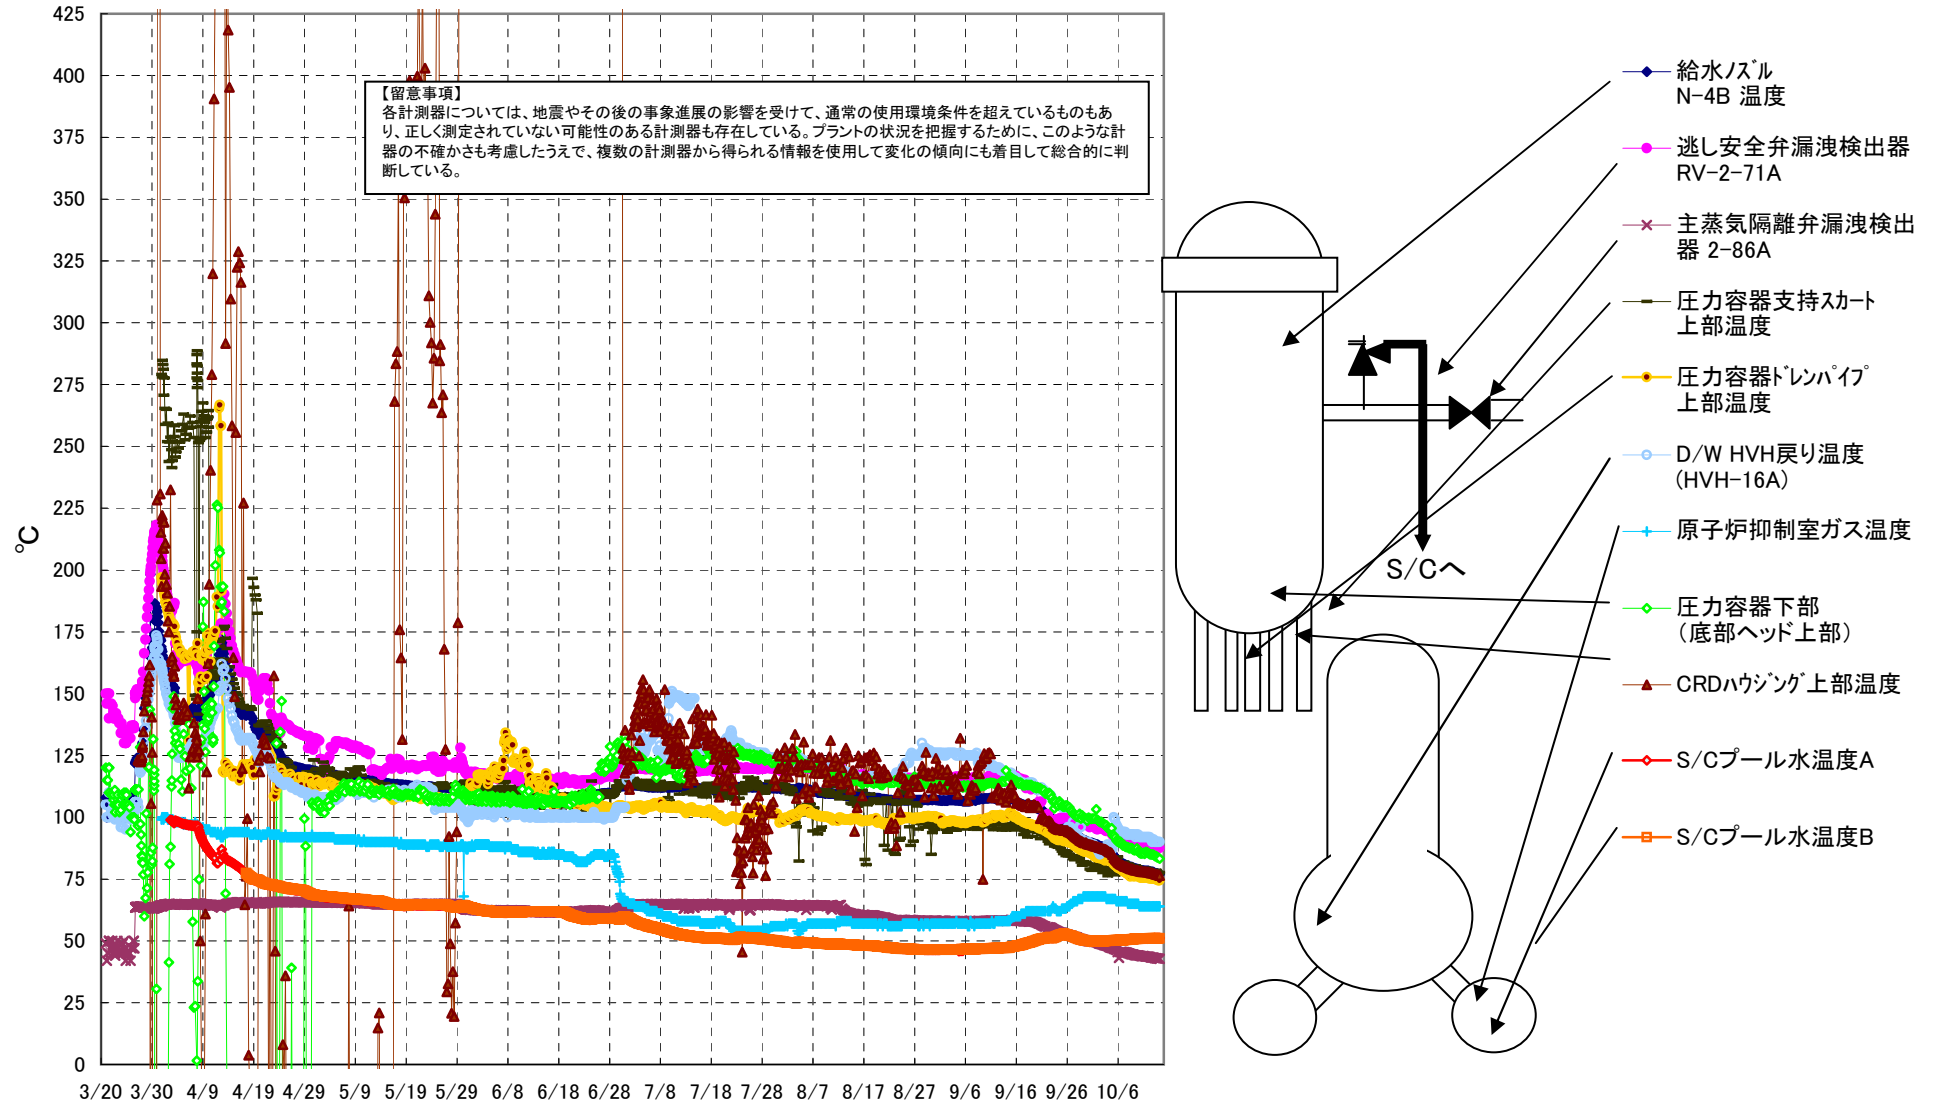 425
400
375
350
325
300
275
250
225
200
175
150
125
100
75
50
25
0
℃
3/20 3/30 4/9 4/19 4/29 5/9 5/19 5/29 6/8 6/18 6/28 7/8 7/18 7/28 8/7 8/17 8/27 9/6 9/16 9/26 10/6
【留意事項】
各計測器については、地震やその後の事象進展の影響を受けて、通常の使用環境条件を超えているものもあ
り、正しく測定されていない可能性のある計測器も存在している。プラントの状況を把握するために、このような計
器の不確かさも考慮したうえで、複数の計測器から得られる情報を使用して変化の傾向にも着目して総合的に判
断している。
S/Cへ
給水ﾉｽﾞﾙ
N-4B 温度
逃し安全弁漏洩検出器
RV-2-71A
主蒸気隔離弁漏洩検出
器 2-86A
圧力容器支持ｽｶｰﾄ
上部温度
圧力容器ﾄﾞﾚﾝﾊﾟｲﾌﾟ
上部温度
D/W HVH戻り温度
(HVH-16A)
原子炉抑制室ガス温度
圧力容器下部
（底部ヘッド上部）
CRDﾊｳｼﾞﾝｸﾞ上部温度
S/Cプール水温度A
S/Cプール水温度B